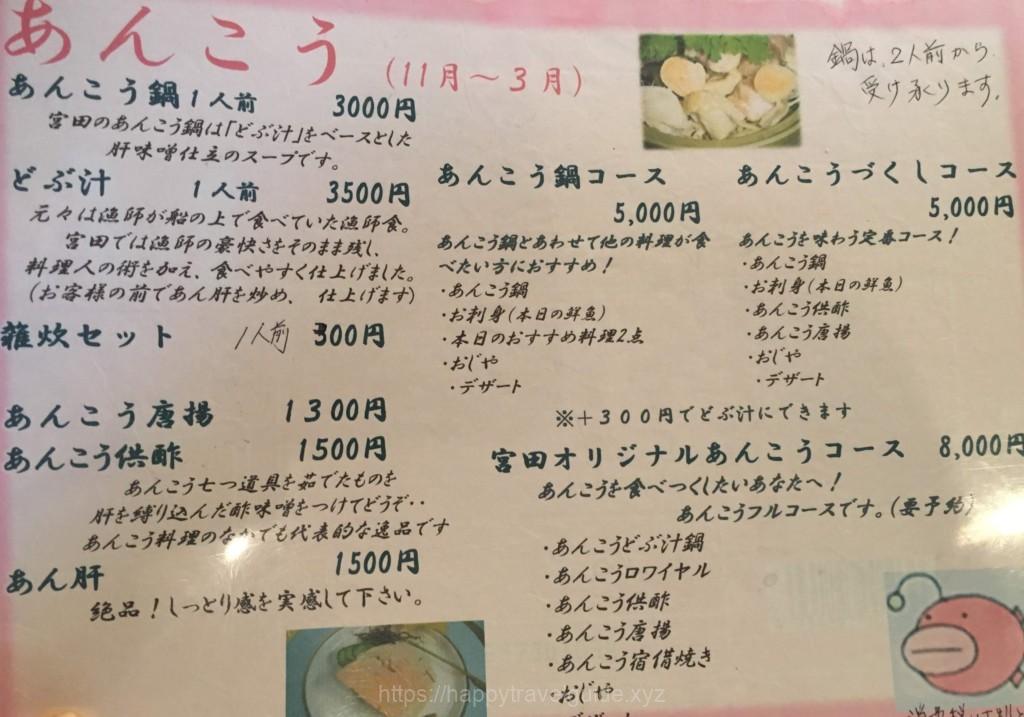 あんこう
(11月～3月)
鍋は、2人前から
受け承ります。
あんこう鍋 1人前 3000円
宮田のあんこう鍋は「どぶ汁」をベースとした
肝味噌仕立のスープです。
どぶ汁 1人前 3500円
元々は漁師が船の上で食べていた漁師食。
宮田では漁師の豪快さをそのまま残し、
料理人の術を加え、食べやすく仕上げました。
(お客様の前であん肝を炒め、 仕上げます)
雑炊セット 1人前 300円
あんこう唐揚 1300円
あんこう供酢 1500円
あんこう七つ道具を茹でたものを
肝を縛り込んだ酢味噌をつけてどうぞ‥
あんこう料理のなかでも代表的な逸品です
あん肝 1500円
絶品！しっとり感を実感して下さい。
あんこう鍋コース
5,000円
あんこう鍋とあわせて他の料理が食
べたい方におすすめ！
・あんこう鍋
・お刺身(本日の鮮魚)
・本日のおすすめ料理2点
・おじや
・デザート
あんこうづくしコース
5,000円
あんこうを味わう定番コース！
・あんこう鍋
・お刺身(本日の鮮魚)
・あんこう供酢
・あんこう唐揚
・おじや
・デザート
※＋３００円でどぶ汁にできます
宮田オリジナルあんこうコース 8,000円
あんこうを食べつくしたいあなたへ！
あんこうフルコースです。(要予約)
・あんこうどぶ汁鍋
・あんこうロワイヤル
・あんこう供酢
・あんこう唐揚
・あんこう宿借焼き
・おじや
https://happytravelguide.xyz